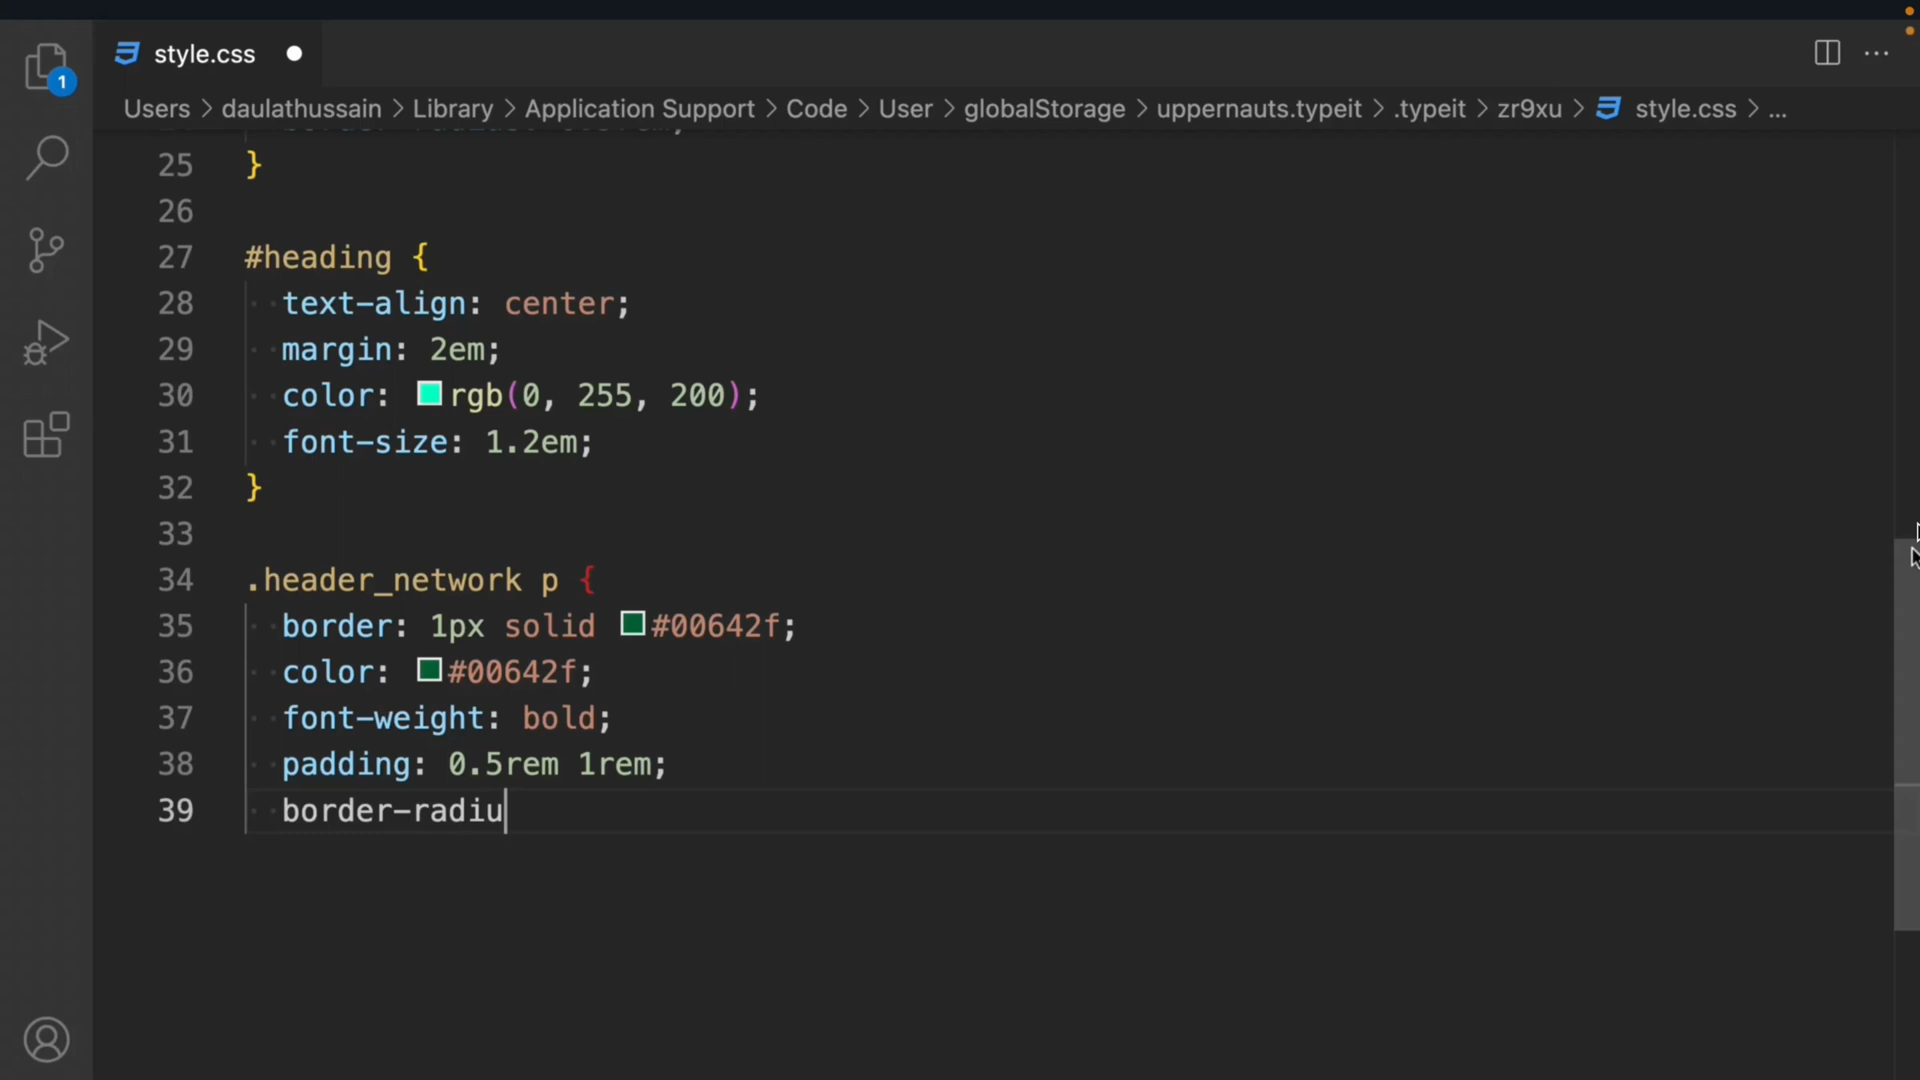 style.css
Users > daulathussain > Library > Application Support > Code > User > globalStorage > uppernauts.typeit > .typeit > zr9xu > style.css > ...
1
25 }
26
27 #heading {
28 text-align: center;
29 margin: 2em;
30 color: rgb(0, 255, 200);
31 font-size: 1.2em;
32 }
33
34 .header_network p {
35 border: 1px solid #00642f;
36 color: #00642f;
37 font-weight: bold;
38 padding: 0.5rem 1rem;
39 border-radiu